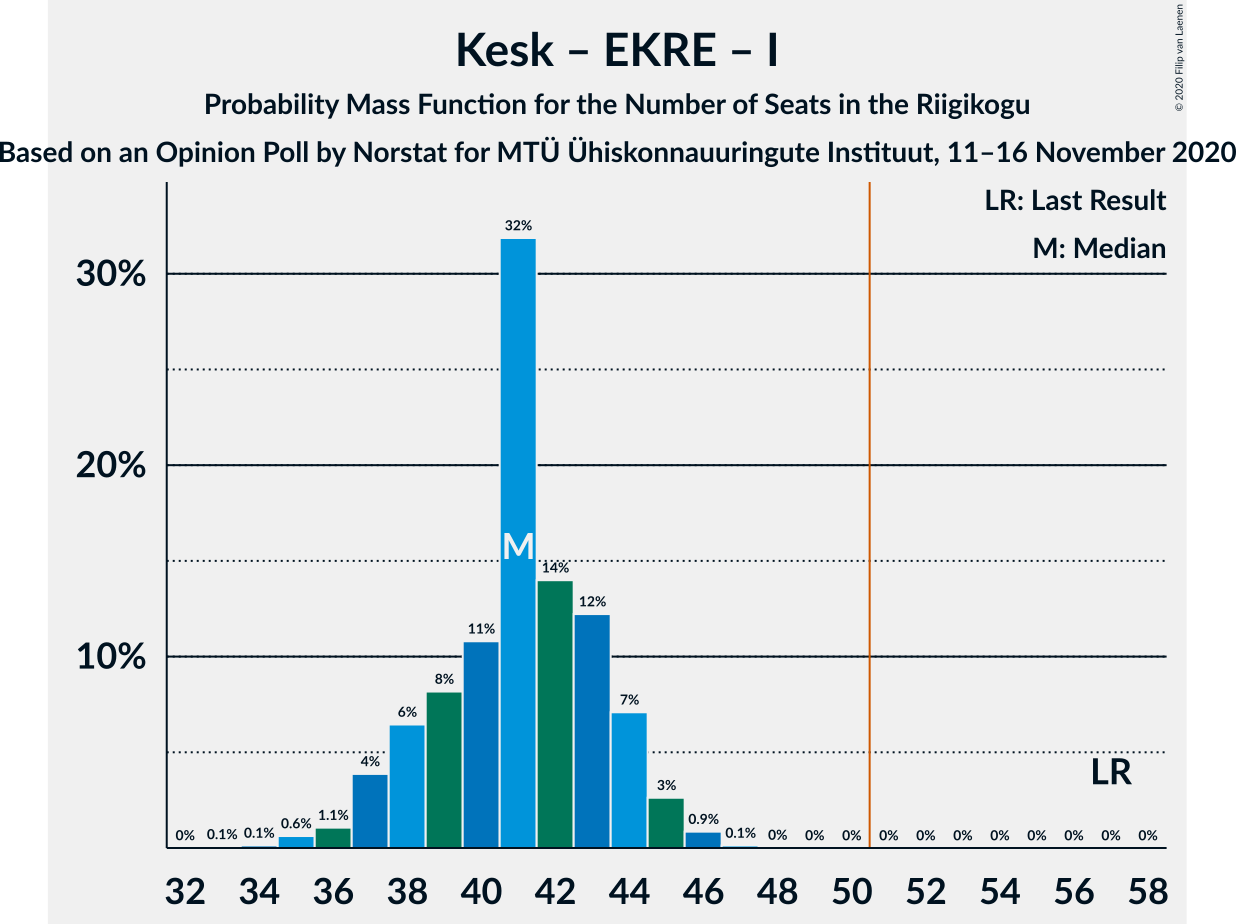 Kesk – EKRE – I
Probability Mass Function for the Number of Seats in the Riigikogu
Based on an Opinion Poll by Norstat for MTÜ Ühiskonnauuringute Instituut, 11–16 November 2020
© 2020 Filip van Laenen
LR: Last Result
M: Median
30%
20%
10%
32%
M
14%
12%
11%
8%
7%
6%
4%
3%
LR
0% 0.1% 0.1% 0.6% 1.1% 0.9% 0.1% 0% 0% 0% 0% 0% 0% 0% 0% 0% 0% 0%
32 34 36 38 40 42 44 46 48 50 52 54 56 58